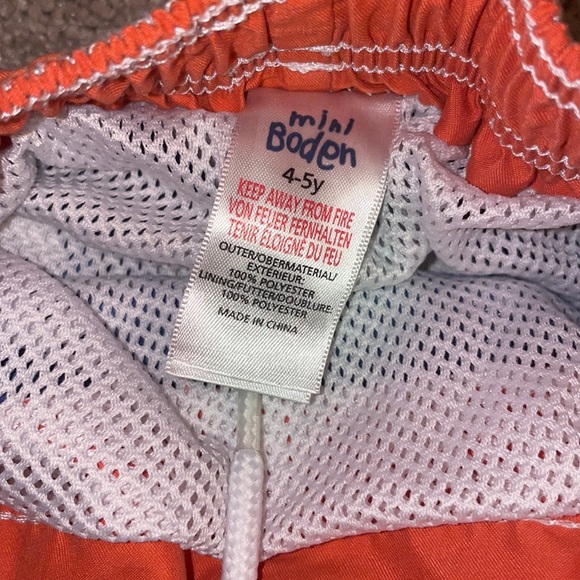 mini
Boden
4-5y
KEEP AWAY FROM FIRE
VON FEUER FERNHALTEN
TENIR ÉLOIGNÉ DU FEU
OUTER/OBERMATERIAL/
EXTÉRIEUR:
100% POLYESTER
LINING/FUTTER/DOUBLURE:
100% POLYESTER
MADE IN CHINA